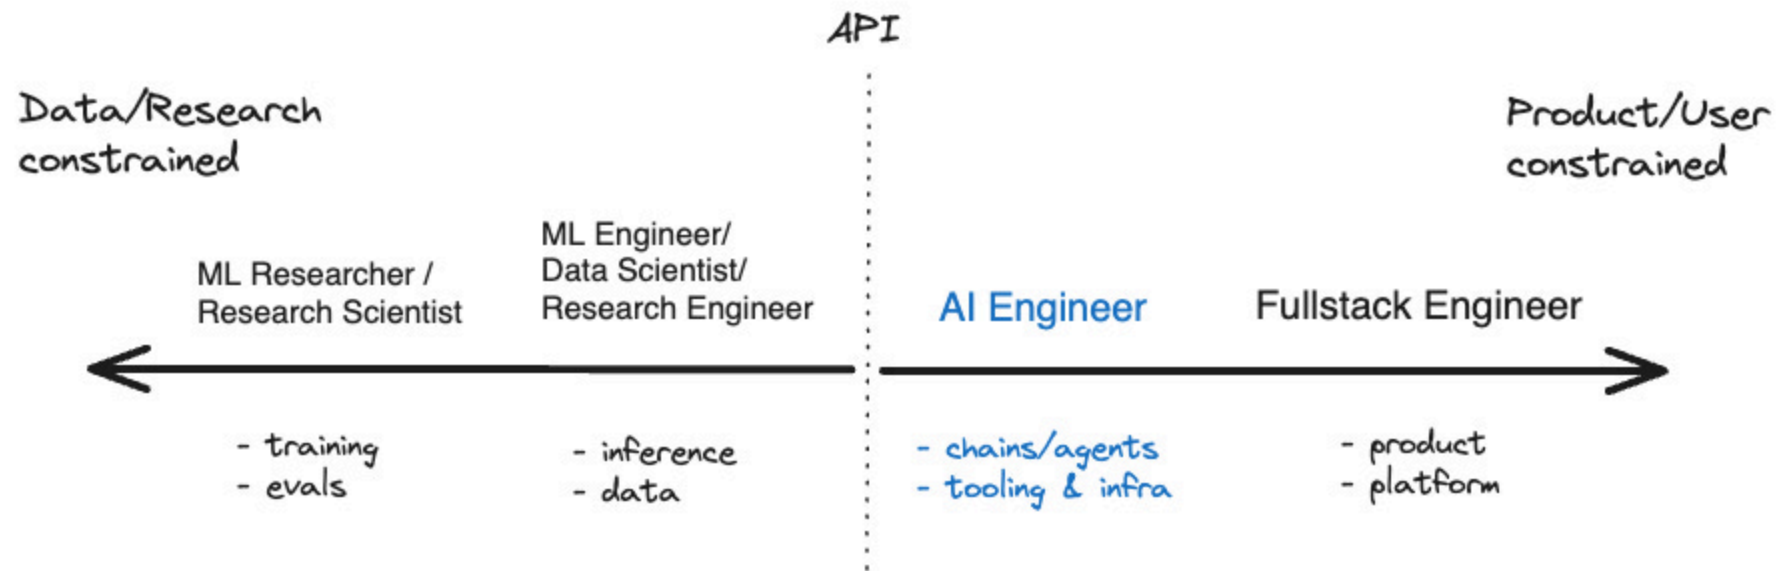 API
Data/Research
constrained
Product/User
constrained
ML Researcher /
Research Scientist
ML Engineer/
Data Scientist/
Research Engineer
AI Engineer
Fullstack Engineer
- training
- evals
- inference
- data
- chains/agents
- tooling & infra
- product
- platform